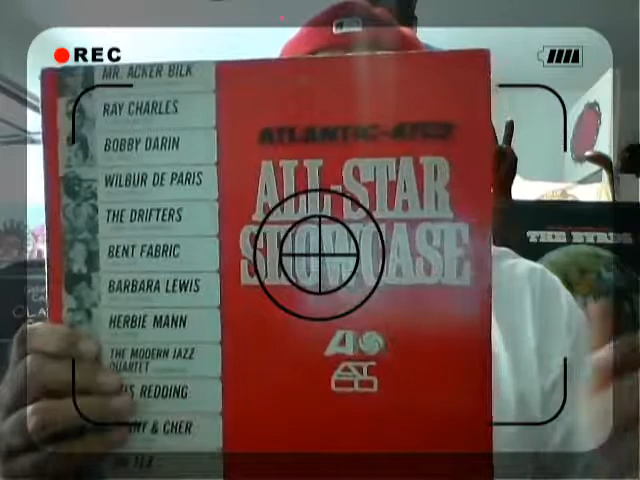 REC
MR. ACKER BILK
RAY CHARLES
BOBBY DARIN
WILBUR DE PARIS
THE DRIFTERS
BENT FABRIC
BARBARA LEWIS
HERBIE MANN
THE MODERN JAZZ
QUARTET
REDDING
& CHER
ATLANTIC-ATCO
ALL-STAR
SHOWCASE
ATCO
THE BYRDS